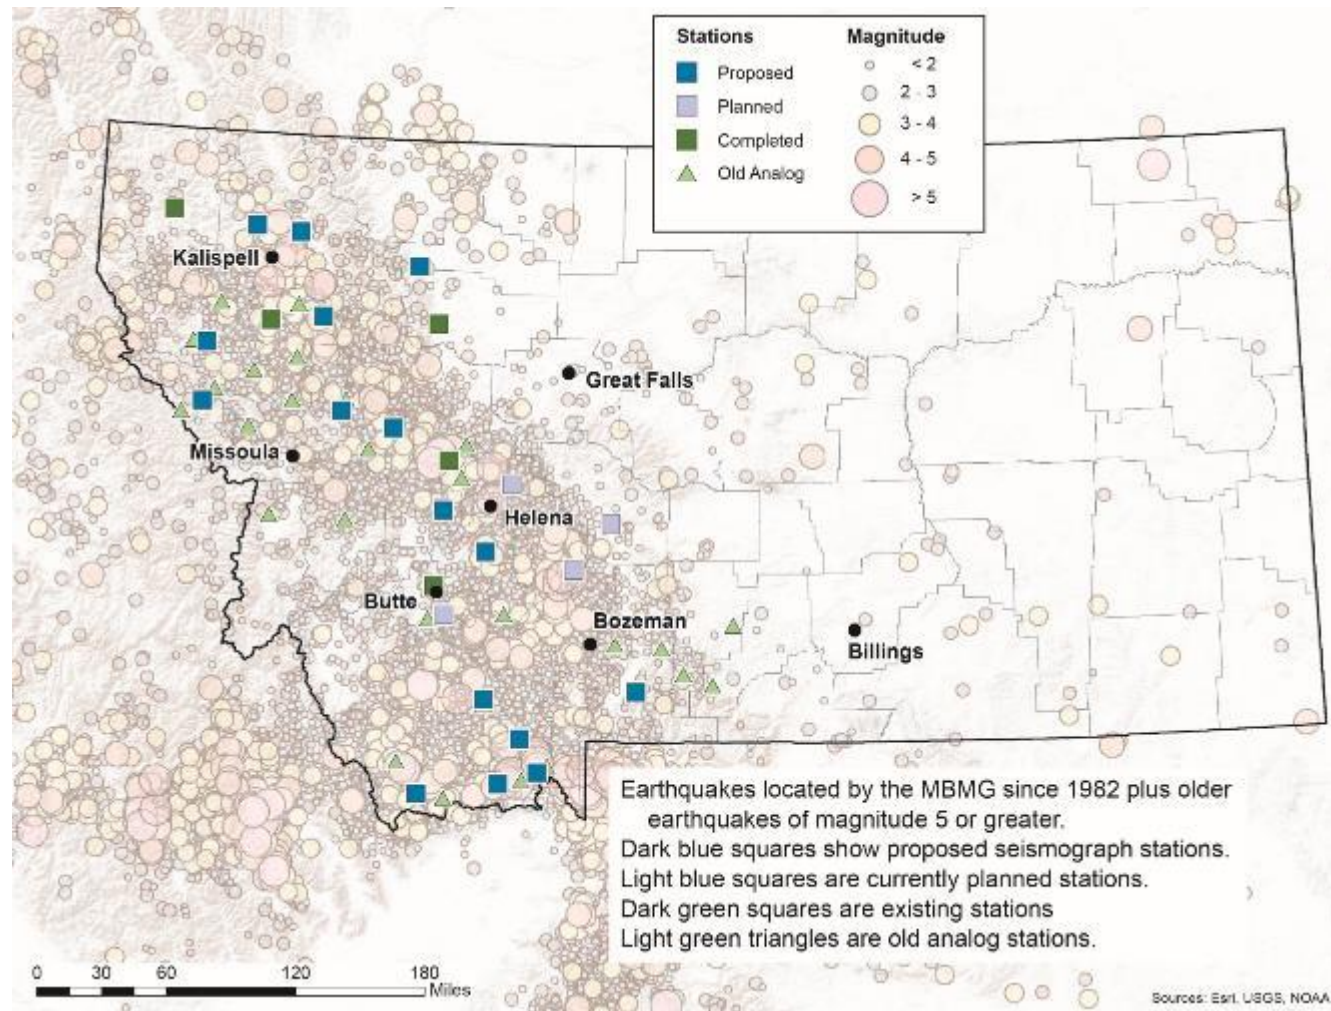 Stations
Magnitude
Proposed
Planned
Completed
Old Analog
< 2
2 - 3
3 - 4
4 - 5
> 5
Kalispell
Great Falls
Missoula
Helena
Butte
Bozeman
Billings
Earthquakes located by the MBMG since 1982 plus older
earthquakes of magnitude 5 or greater.
Dark blue squares show proposed seismograph stations.
Light blue squares are currently planned stations.
Dark green squares are existing stations
Light green triangles are old analog stations.
0 30 60 120 180
Miles
Sources: Esri, USGS, NOAA